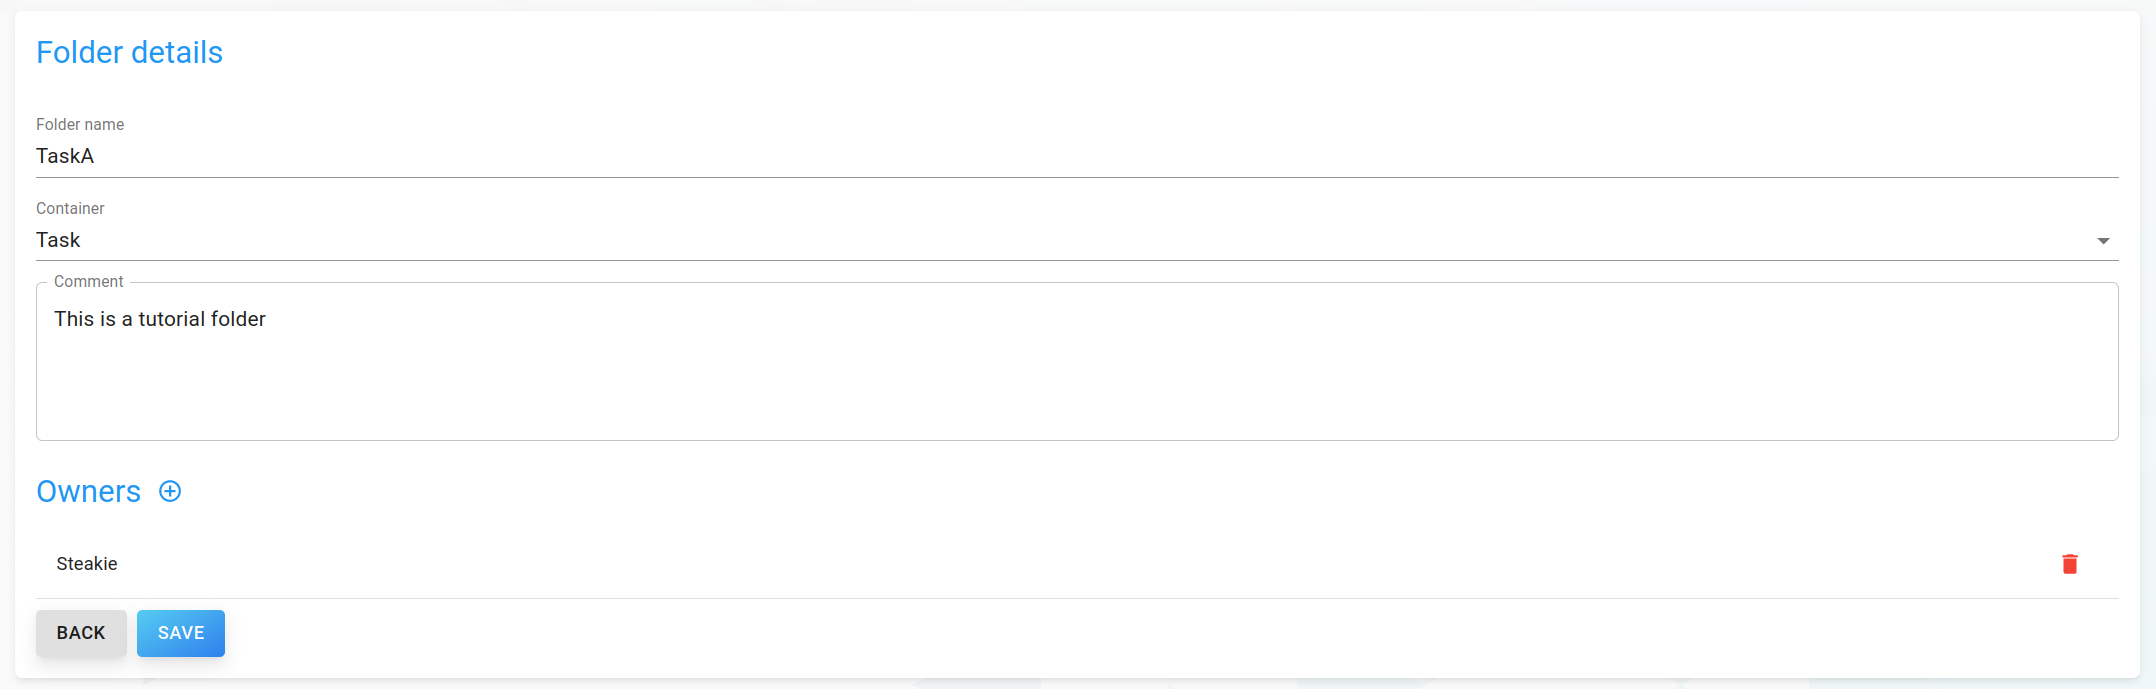 Folder details
Folder name
TaskA
Container
Task
Comment
This is a tutorial folder
Owners
Steakie
BACK SAVE